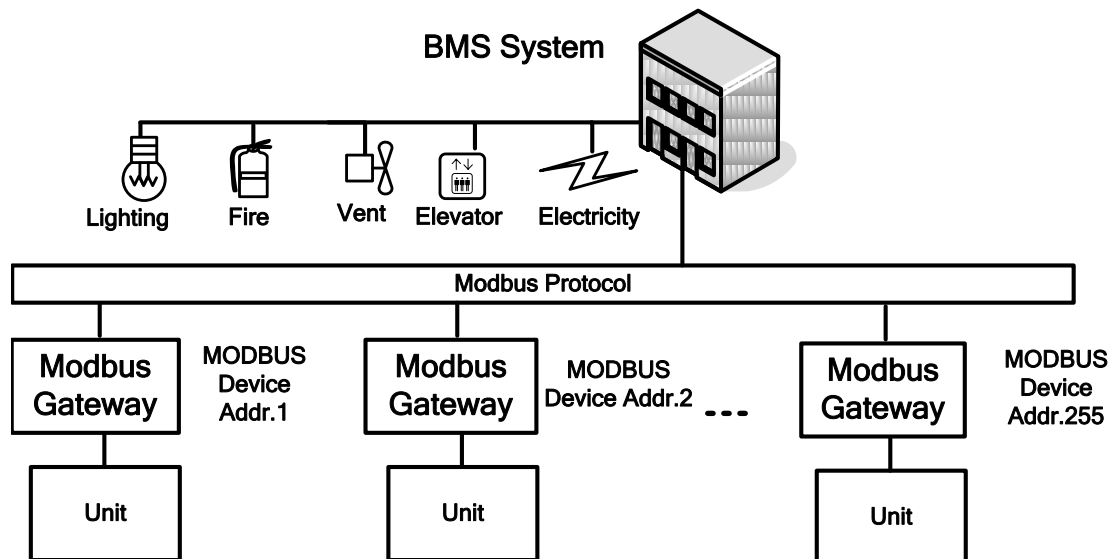 BMS System
Lighting
Fire
Vent
Elevator
Electricity
Modbus Protocol
Modbus
Gateway
MODBUS
Device
Addr.1
Modbus
Gateway
MODBUS
Device Addr.2
---
Modbus
Gateway
MODBUS
Device
Addr.255
Unit
Unit
Unit